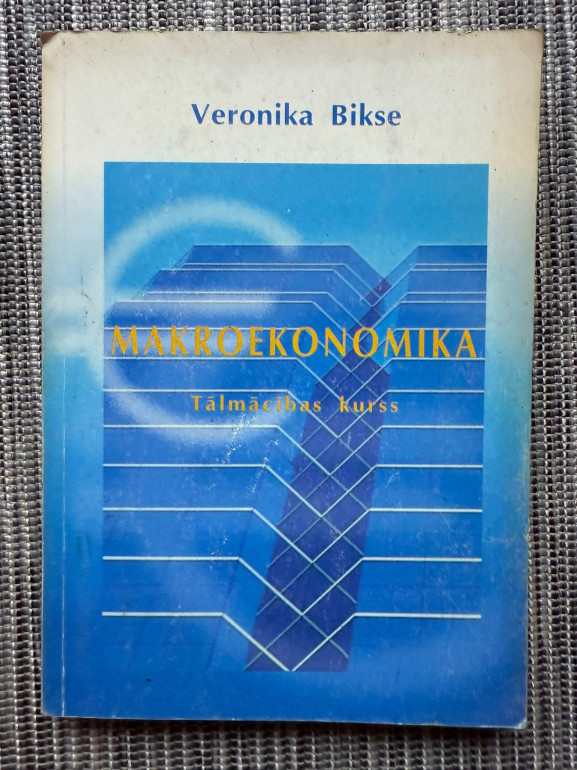 Veronika Bikse
MAKROEKONOMIKA
Tālmācības kurss